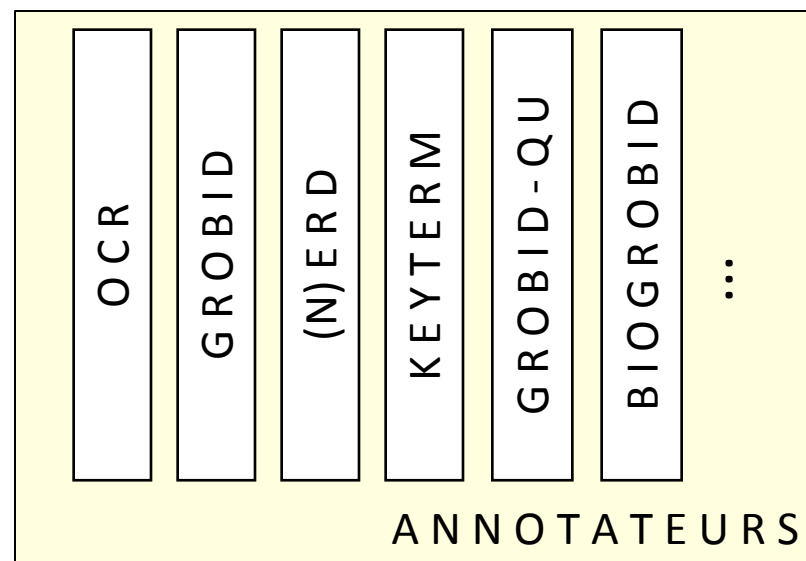 OCR
GROBID
(N)ERD
KEYTERM
GROBID-QU
BIOGROBID
...
ANNOTATEURS